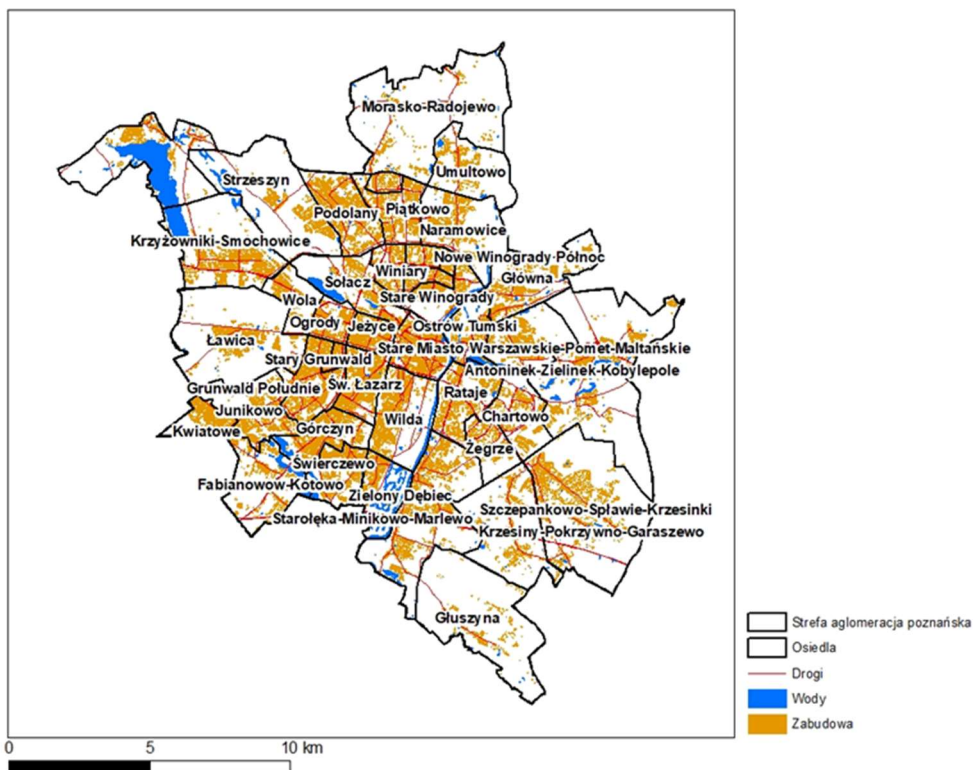 Morasko-Radojewo
Umultowo
Strzeszyn
Podolany
Piątkowo
Naramowice
Krzyżowniki-Smochowice
Nowe Winogrady-Północ
Winiary
Główna
Sołacz
Stare Winogrady
Wola
Ogrody
Jeżyce
Ostrów Tumski
Ławica
Stare Miasto
Warszawskie-Pomet-Maltańskie
Stary Grunwald
Antoninek-Zielinek-Kobylepole
Grunwald Południe
Św. Łazarz
Rataje
Junikowo
Wilda
Chartowo
Kwiatowe
Górczyn
Żegrze
Świerczewo
Fabianowow-Kotowo
Zielony Dębiec
Szczepankowo-Spławie-Krzesinki
Starołęka-Minikowo-Marlewo
Krzesiny-Pokrzywno-Garaszewo
Głuszyna
Strefa aglomeracja poznańska
Osiedla
Drogi
Wody
Zabudowa
0 5 10 km